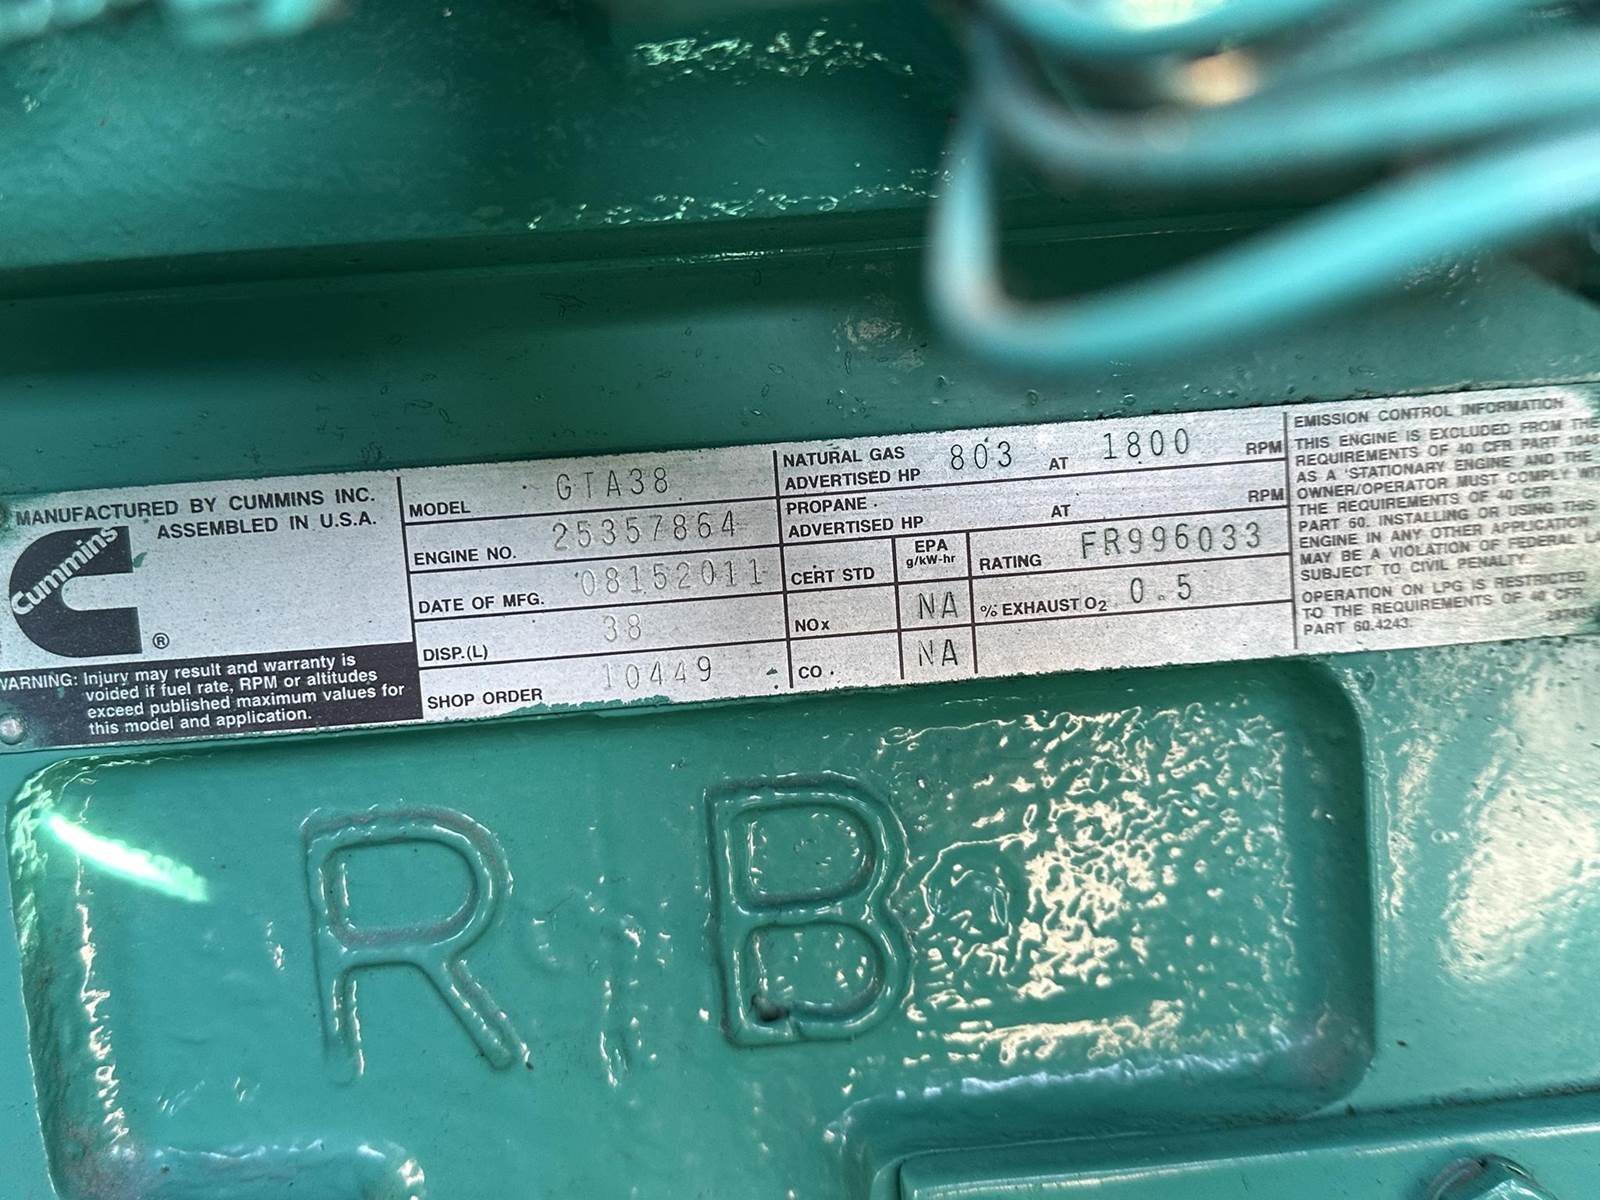 MANUFACTURED BY CUMMINS INC.
ASSEMBLED IN U.S.A.
Cummins
®
WARNING: Injury may result and warranty is
voided if fuel rate, RPM or altitudes
exceed published maximum values for
this model and application.
MODEL GTA38
ENGINE NO. 25357864
DATE OF MFG. 08152011
DISP.(L) 38
SHOP ORDER 10449
NATURAL GAS
ADVERTISED HP 803 AT 1800 RPM
PROPANE
ADVERTISED HP AT RPM
CERT STD EPA g/kW-hr
NOx NA
CO NA
RATING FR996033
% EXHAUST O2 0.5
EMISSION CONTROL INFORMATION
THIS ENGINE IS EXCLUDED FROM THE
REQUIREMENTS OF 40 CFR PART 1048
AS A 'STATIONARY ENGINE' AND THE
OWNER/OPERATOR MUST COMPLY WITH
THE REQUIREMENTS OF 40 CFR
PART 60. INSTALLING OR USING THIS
ENGINE IN ANY OTHER APPLICATION
MAY BE A VIOLATION OF FEDERAL LAW
SUBJECT TO CIVIL PENALTY.
OPERATION ON LPG IS RESTRICTED
TO THE REQUIREMENTS OF 40 CFR
PART 60.4243.
R B